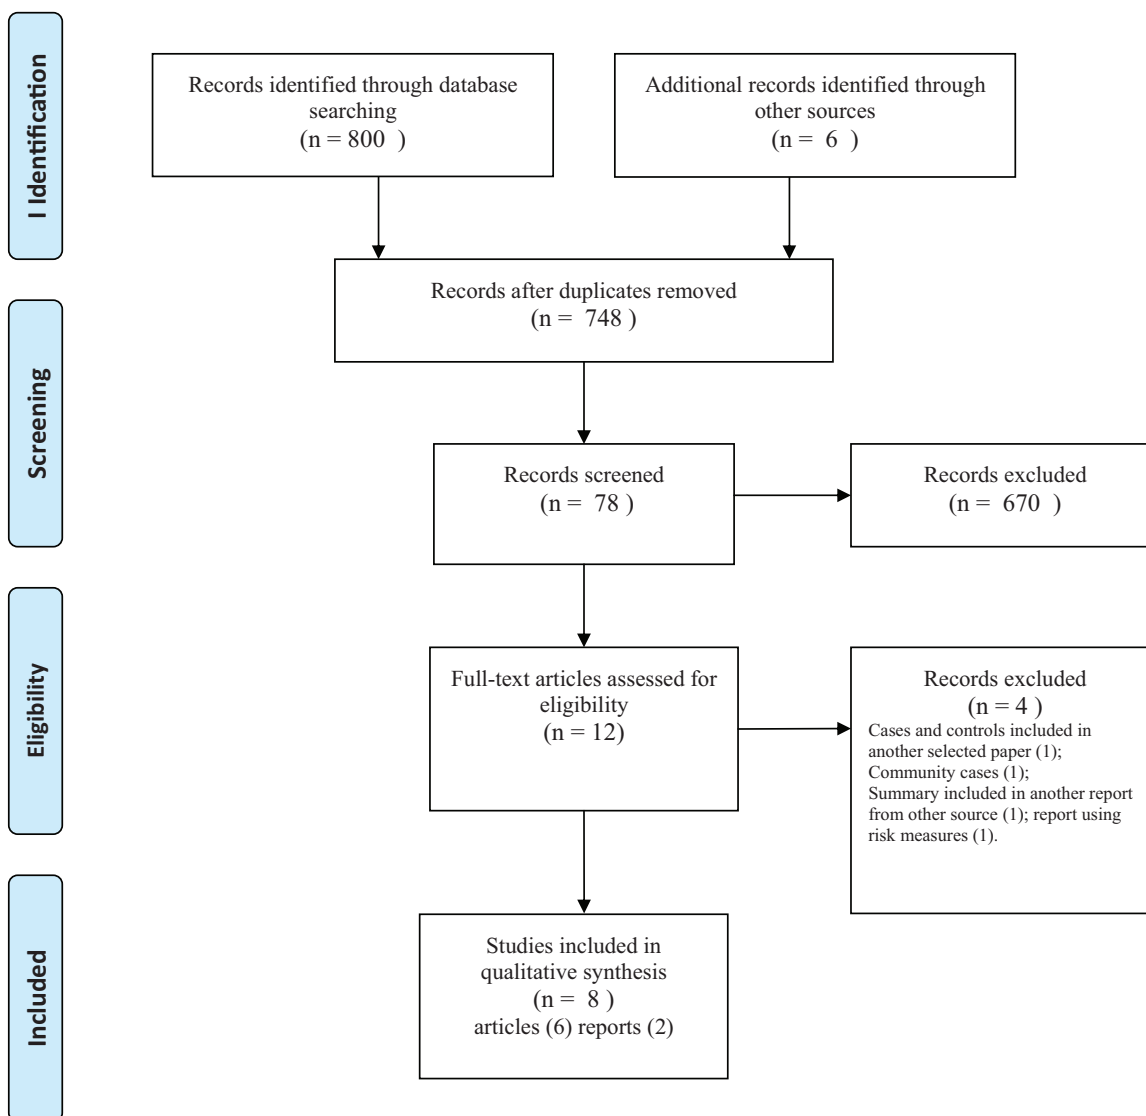 I Identification
Records identified through database
searching
(n = 800 )
Additional records identified through
other sources
(n = 6 )
Records after duplicates removed
(n = 748 )
Screening
Records screened
(n = 78 )
Records excluded
(n = 670 )
Eligibility
Full-text articles assessed for
eligibility
(n = 12)
Records excluded
(n = 4 )
Cases and controls included in
another selected paper (1);
Community cases (1);
Summary included in another report
from other source (1); report using
risk measures (1).
Included
Studies included in
qualitative synthesis
(n = 8 )
articles (6) reports (2)